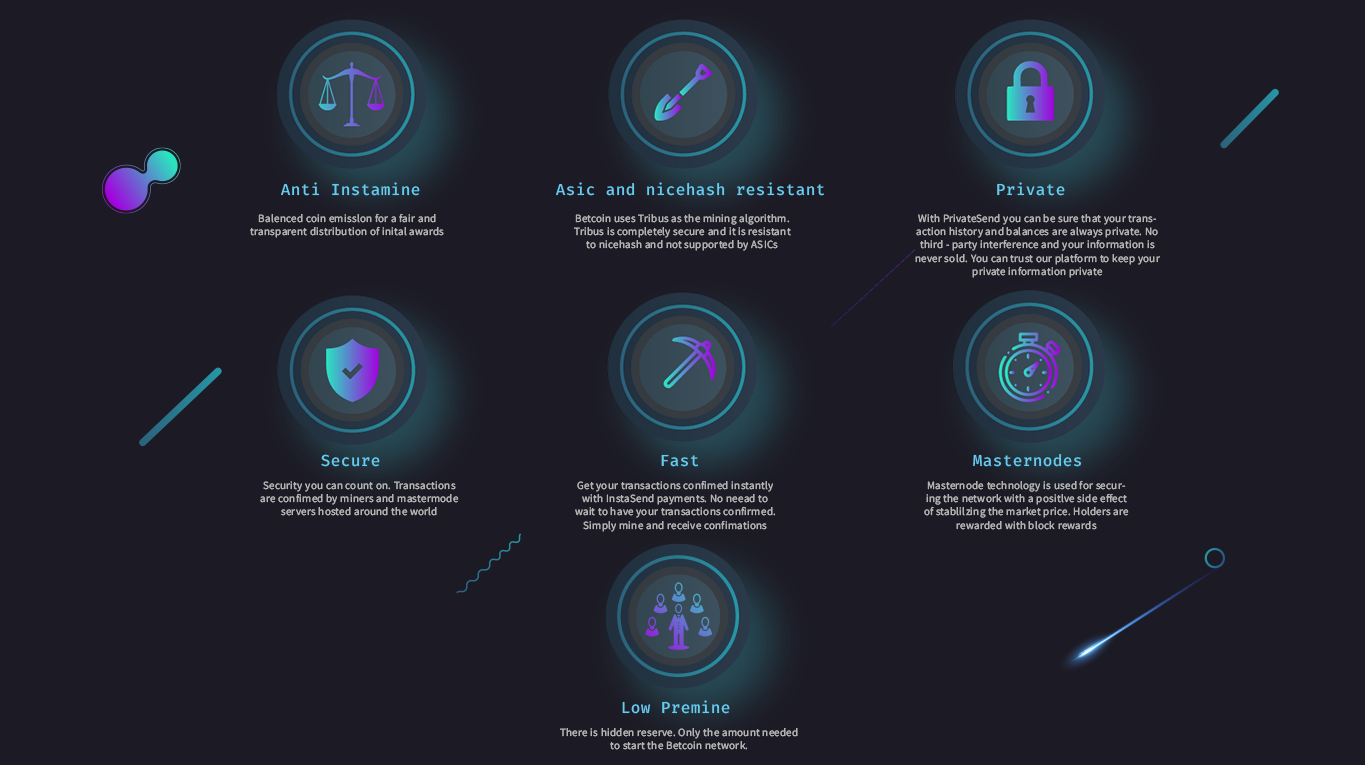 Anti Instamine
Balenced coin emisslon for a fair and
transparent distribution of inital awards
Asic and nicehash resistant
Betcoin uses Tribus as the mining algorithm.
Tribus is completely secure and it is resistant
to nicehash and not supported by ASICs
Private
With PrivateSend you can be sure that your trans-
action history and balances are always private. No
third - party interference and your information is
never sold. You can trust our platform to keep your
private information private
Secure
Security you can count on. Transactions
are confimed by miners and mastermode
servers hosted around the world
Fast
Get your transactions confimed instantly
with InstaSend payments. No neead to
wait to have your transactions confirmed.
Simply mine and receive confimations
Masternodes
Masternode technology is used for secur-
ing the network with a positive side effect
of stablilzing the market price. Holders are
rewarded with block rewards
Low Premine
There is hidden reserve. Only the amount needed
to start the Betcoin network.